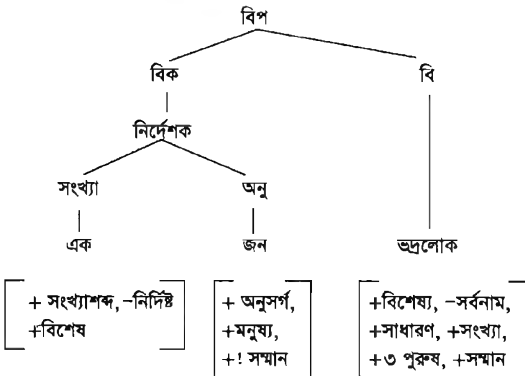 বিপ
বিক বি
নির্দেশক
সংখ্যা অনু
এক জন ভদ্রলোক
+ সংখ্যাশব্দ, -নির্দিষ্ট
+বিশেষ
+ অনুসর্গ,
+মনুষ্য,
+! সম্মান
+বিশেষ্য, -সর্বনাম,
+সাধারণ, +সংখ্যা,
+৩ পুরুষ, +সম্মান